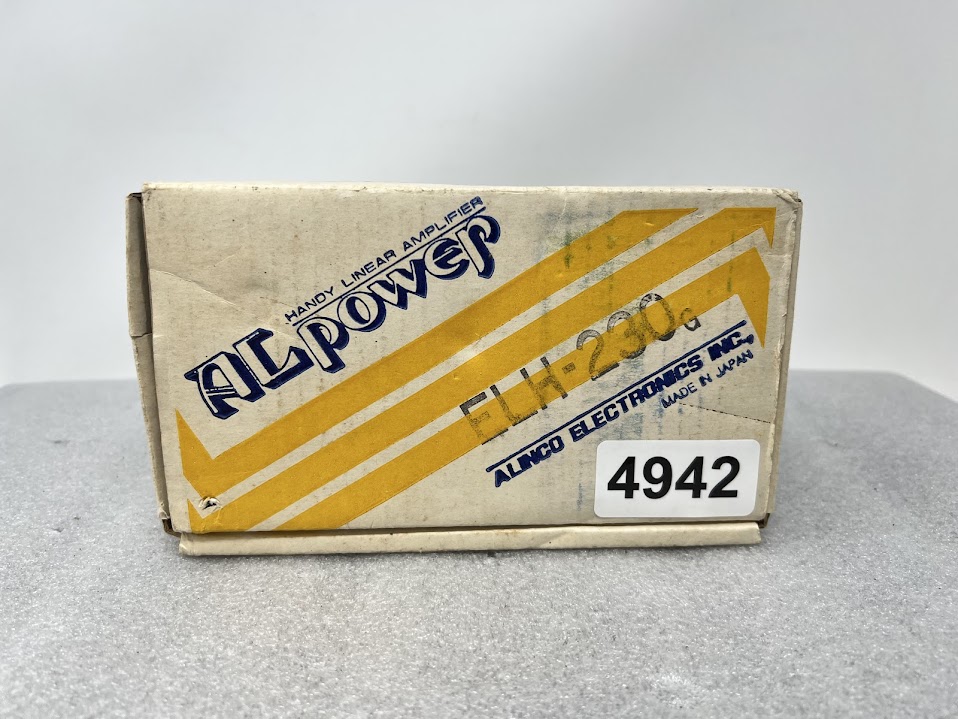 HANDY LINEAR AMPLIFIER
ALpower
ELH-230G
ALINCO ELECTRONICS INC.
MADE IN JAPAN
4942